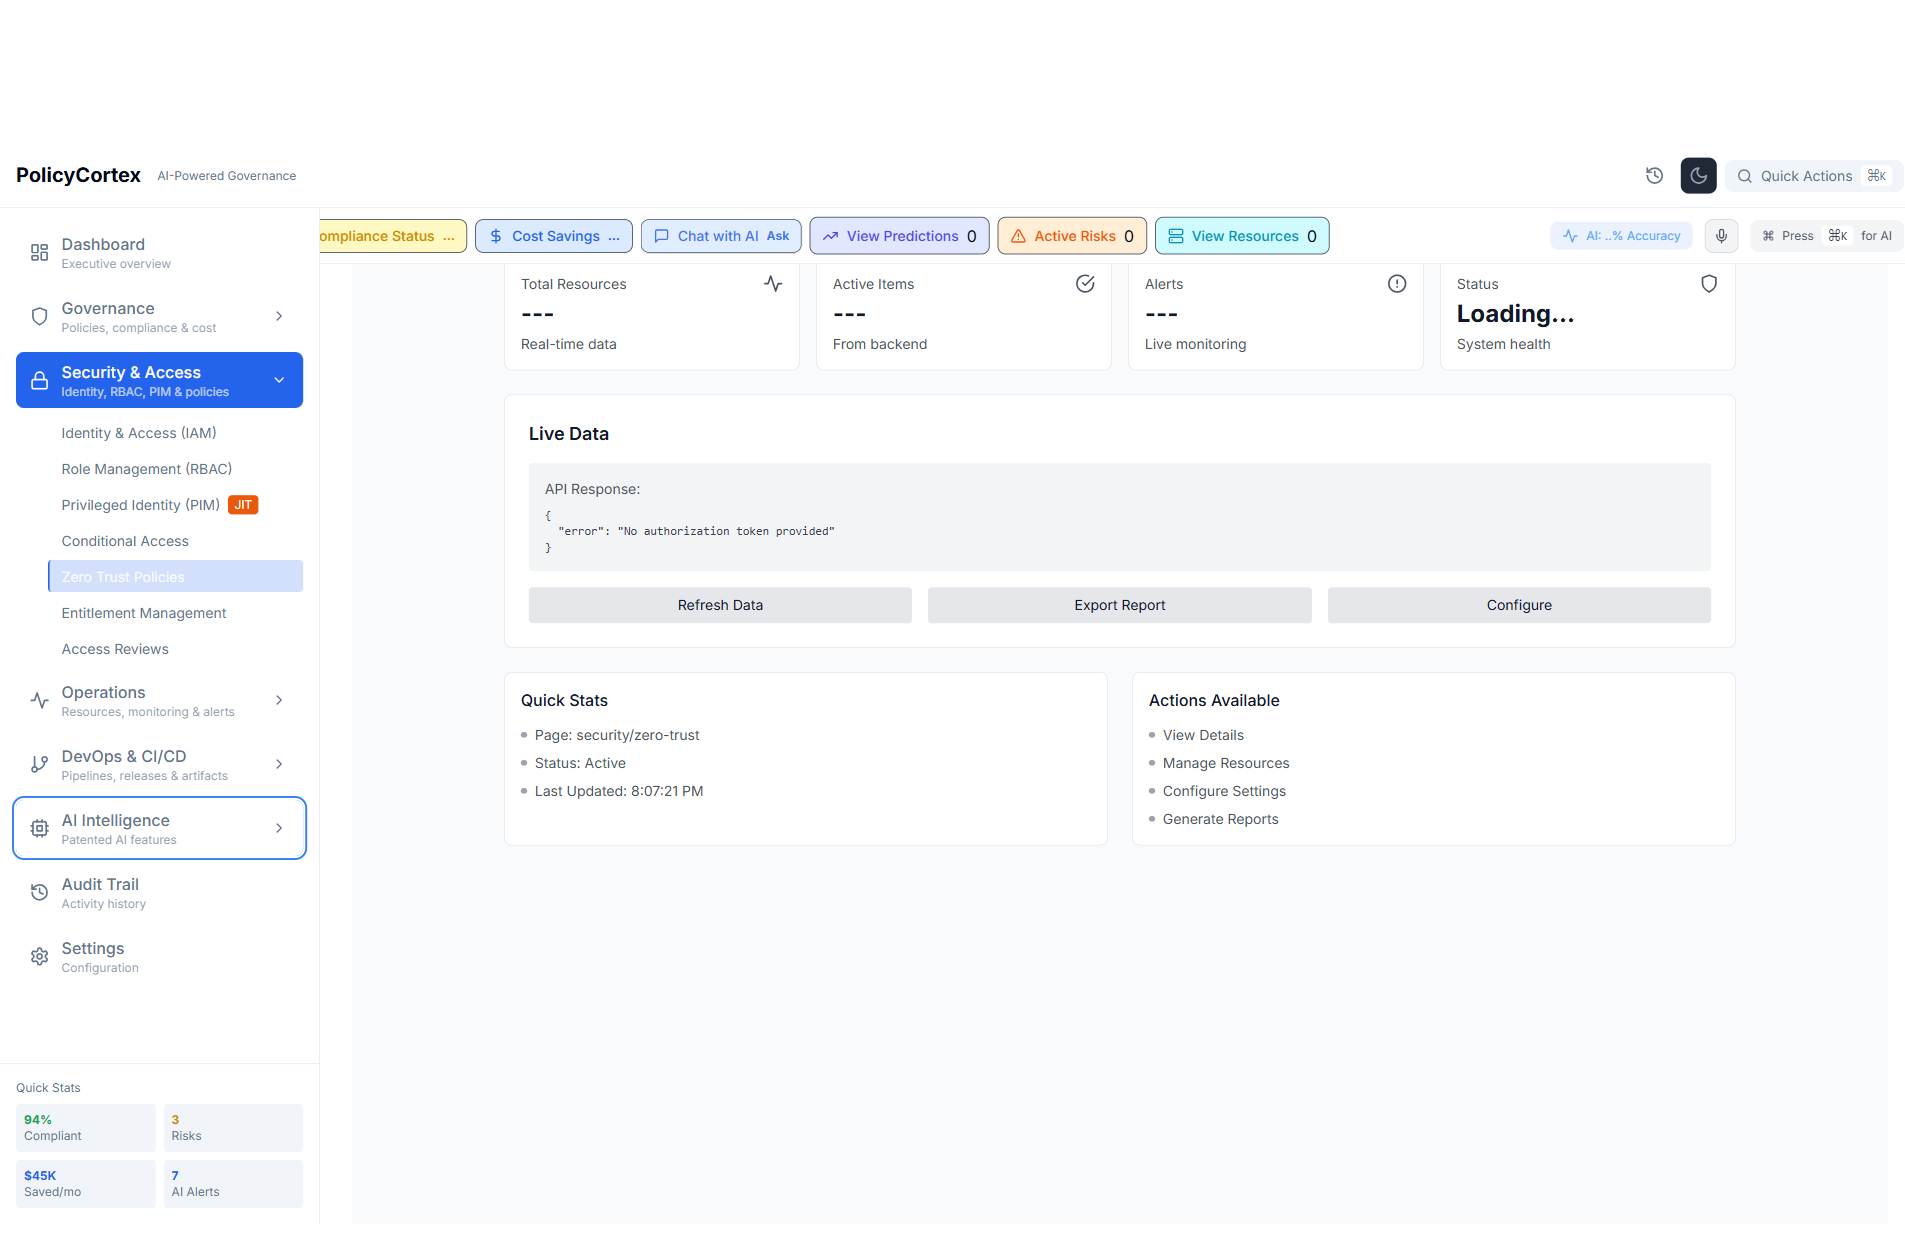 PolicyCortex AI-Powered Governance
Quick Actions ⌘K
Dashboard
Executive overview
Governance
Policies, compliance & cost
Security & Access
Identity, RBAC, PIM & policies
Identity & Access (IAM)
Role Management (RBAC)
Privileged Identity (PIM) JIT
Conditional Access
Zero Trust Policies
Entitlement Management
Access Reviews
Operations
Resources, monitoring & alerts
DevOps & CI/CD
Pipelines, releases & artifacts
AI Intelligence
Patented AI features
Audit Trail
Activity history
Settings
Configuration
Quick Stats
94%
Compliant
3
Risks
$45K
Saved/mo
7
AI Alerts
ompliance Status ...
Cost Savings ...
Chat with AI Ask
View Predictions 0
Active Risks 0
View Resources 0
AI: ..% Accuracy
⌘ Press ⌘K for AI
Total Resources
---
Real-time data
Active Items
---
From backend
Alerts
---
Live monitoring
Status
Loading...
System health
Live Data
API Response:
{
"error": "No authorization token provided"
}
Refresh Data
Export Report
Configure
Quick Stats
Page: security/zero-trust
Status: Active
Last Updated: 8:07:21 PM
Actions Available
View Details
Manage Resources
Configure Settings
Generate Reports